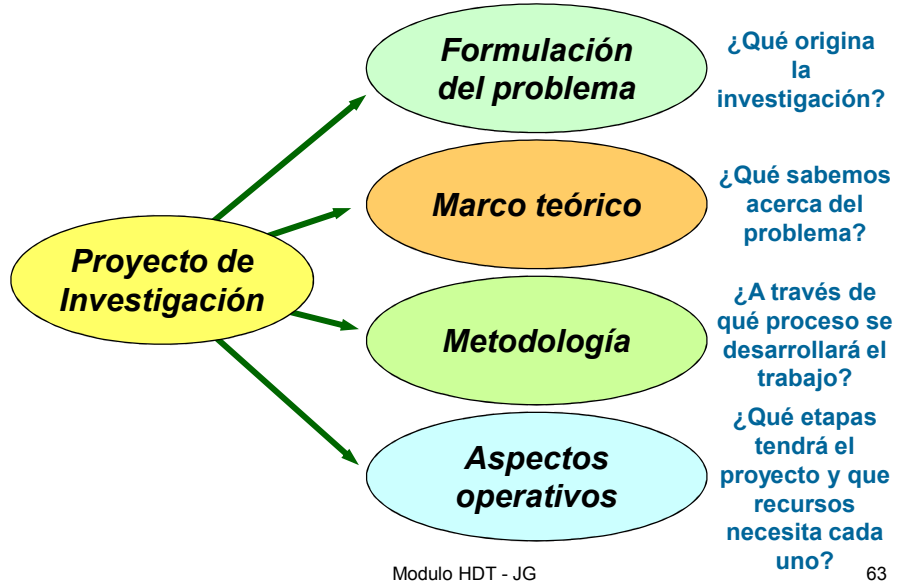 Formulación
del problema
¿Qué origina
la
investigación?
Marco teórico
¿Qué sabemos
acerca del
problema?
Proyecto de
Investigación
Metodología
¿A través de
qué proceso se
desarrollará el
trabajo?
Aspectos
operativos
¿Qué etapas
tendrá el
proyecto y que
recursos
necesita cada
uno?
Modulo HDT - JG
63